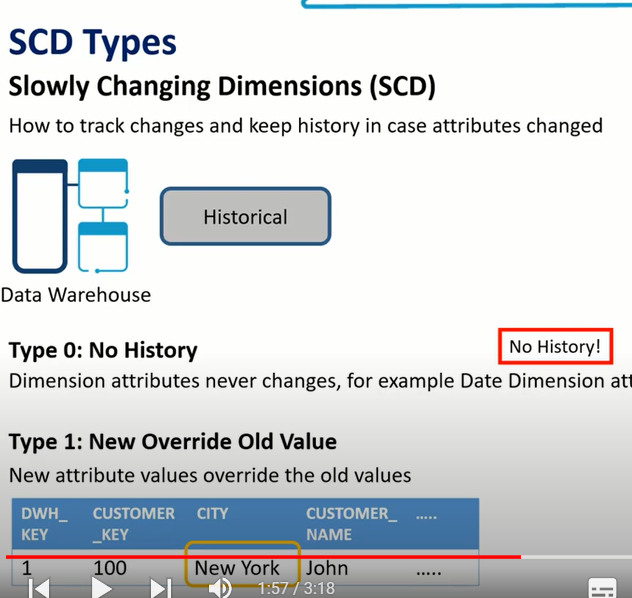 SCD Types
Slowly Changing Dimensions (SCD)
How to track changes and keep history in case attributes changed
Historical
Data Warehouse
No History!
Type 0: No History
Dimension attributes never changes, for example Date Dimension att
Type 1: New Override Old Value
New attribute values override the old values
DWH_ CUSTOMER CITY CUSTOMER_ .....
KEY _KEY NAME
1 100 New York John .....
1:57 / 3:18